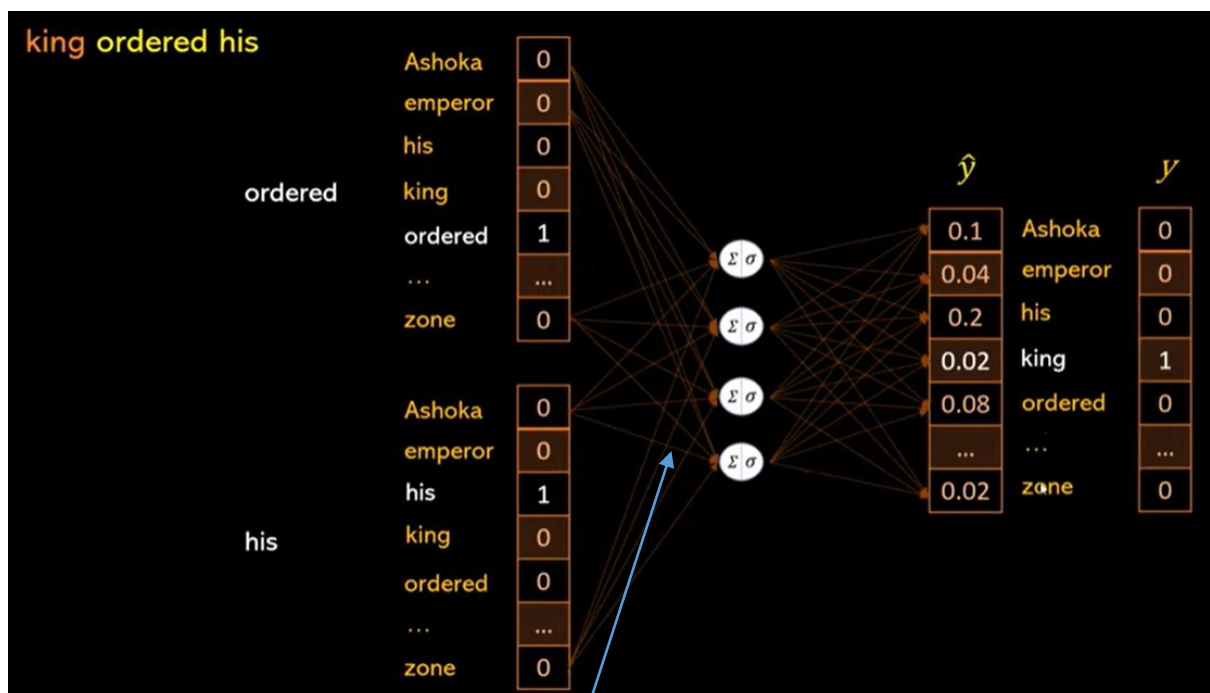 king ordered his
ordered
Ashoka 0
emperor 0
his 0
king 0
ordered 1
... ...
zone 0
his
Ashoka 0
emperor 0
his 1
king 0
ordered 0
... ...
zone 0
Σ σ
Σ σ
Σ σ
Σ σ
ŷ y
0.1 Ashoka 0
0.04 emperor 0
0.2 his 0
0.02 king 1
0.08 ordered 0
... ... ...
0.02 zone 0